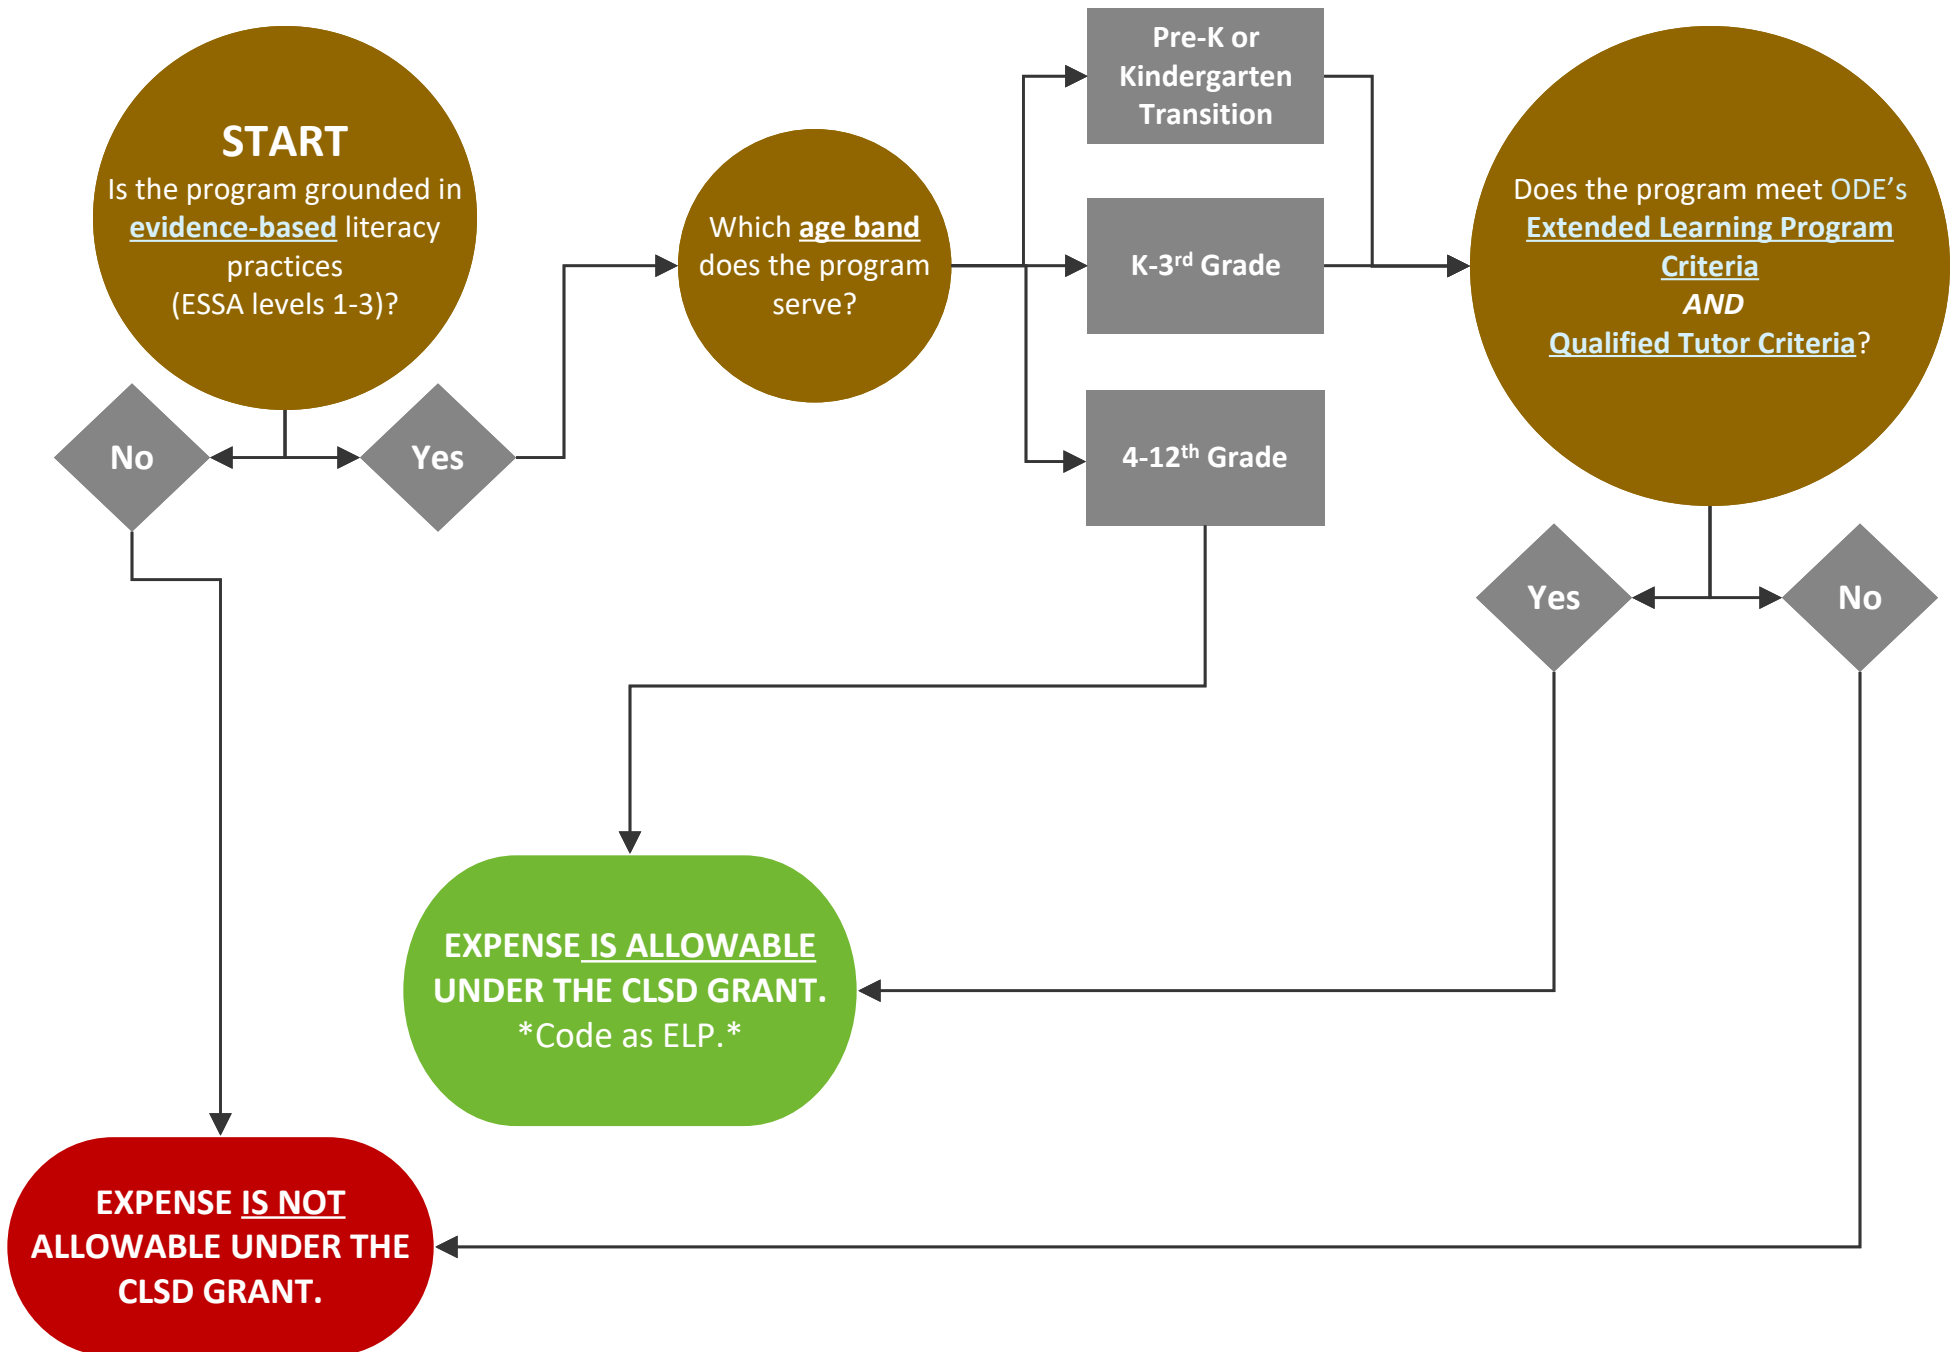 START
Is the program grounded in
evidence-based literacy
practices
(ESSA levels 1-3)?
No
Yes
Which age band
does the program
serve?
Pre-K or
Kindergarten
Transition
K-3rd Grade
4-12th Grade
Does the program meet ODE’s
Extended Learning Program
Criteria
AND
Qualified Tutor Criteria?
Yes
No
EXPENSE IS ALLOWABLE
UNDER THE CLSD GRANT.
*Code as ELP.*
EXPENSE IS NOT
ALLOWABLE UNDER THE
CLSD GRANT.